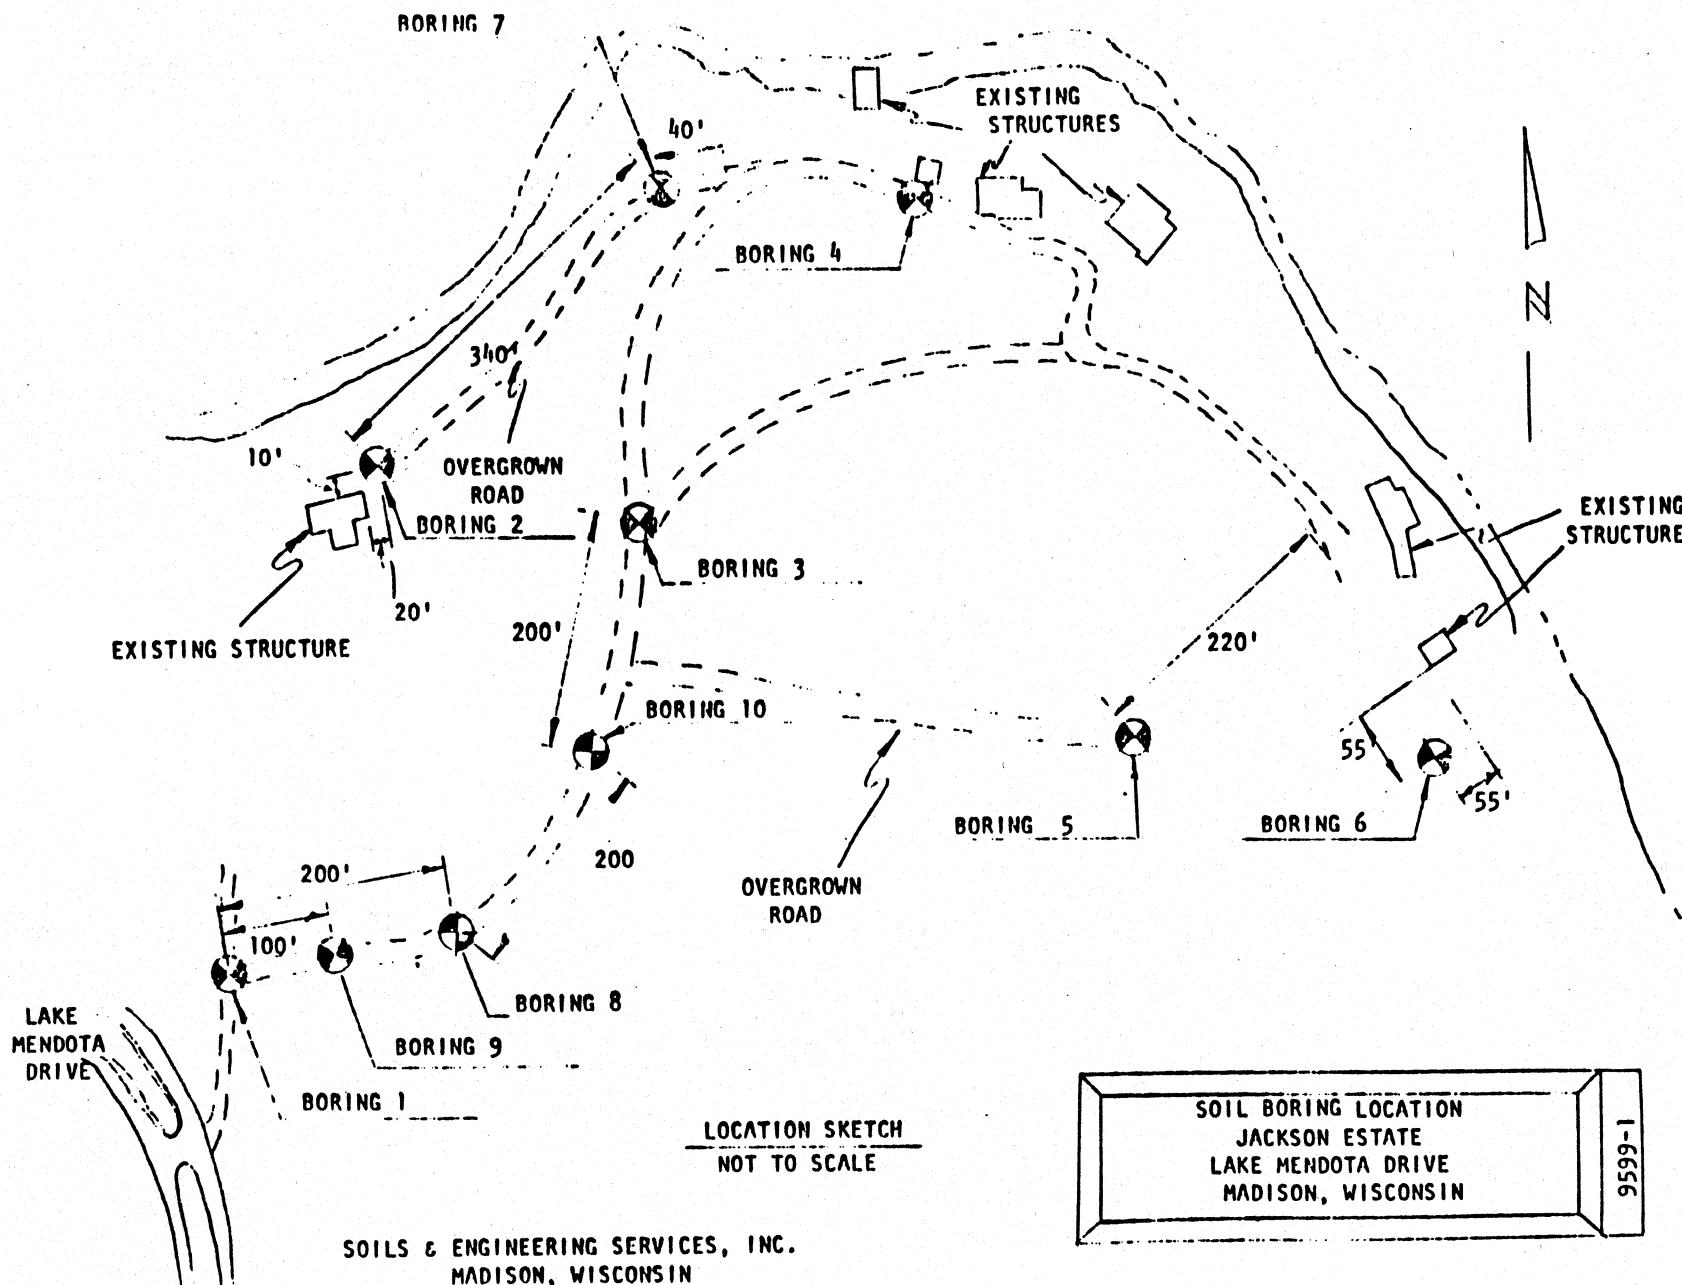 BORING 7
40'
EXISTING
STRUCTURES
BORING 4
N
340'
10'
OVERGROWN
ROAD
BORING 2
EXISTING
STRUCTURE
BORING 3
20'
200'
EXISTING STRUCTURE
220'
BORING 10
55'
55'
BORING 5
BORING 6
200
200'
OVERGROWN
ROAD
100'
BORING 8
LAKE
MENDOTA
DRIVE
BORING 9
BORING 1
LOCATION SKETCH
NOT TO SCALE
SOIL BORING LOCATION
JACKSON ESTATE
LAKE MENDOTA DRIVE
MADISON, WISCONSIN
9599-1
SOILS & ENGINEERING SERVICES, INC.
MADISON, WISCONSIN